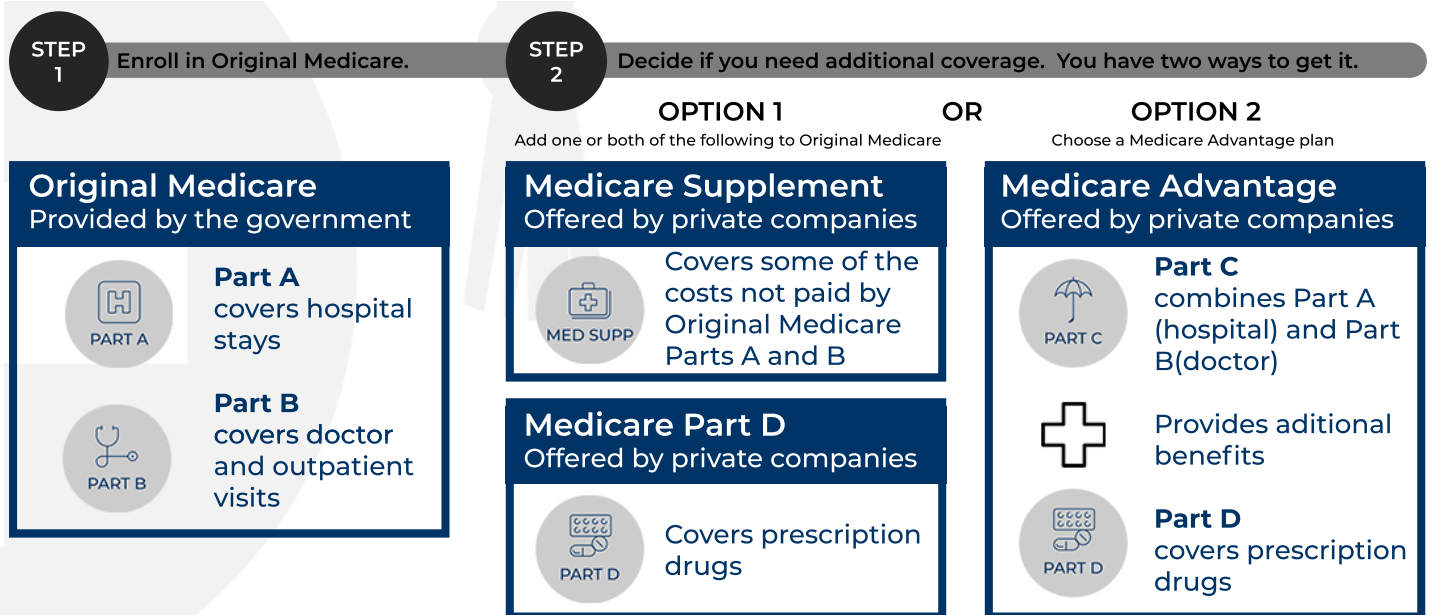 STEP
1
Enroll in Original Medicare.
STEP
2
Decide if you need additional coverage.  You have two ways to get it.
OPTION 1
Add one or both of the following to Original Medicare
OR
OPTION 2
Choose a Medicare Advantage plan
Original Medicare
Provided by the government
H
PART A
Part A
covers hospital
stays
PART B
Part B
covers doctor
and outpatient
visits
Medicare Supplement
Offered by private companies
MED SUPP
Covers some of the
costs not paid by
Original Medicare
Parts A and B
Medicare Part D
Offered by private companies
PART D
Covers prescription
drugs
Medicare Advantage
Offered by private companies
PART C
Part C
combines Part A
(hospital) and Part
B(doctor)
Provides aditional
benefits
PART D
Part D
covers prescription
drugs